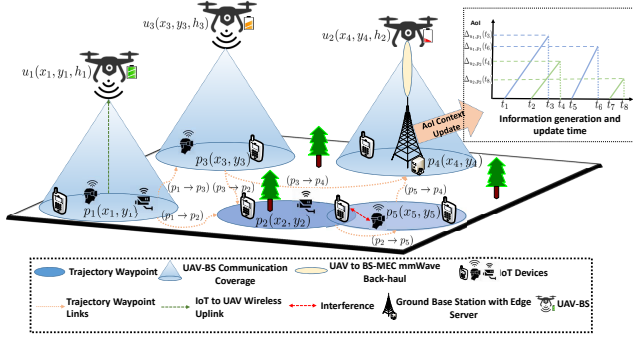 u₃(x₃, y₃, h₃)
u₂(x₄, y₄, h₂)
u₁(x₁, y₁, h₁)
AoI
Δu₁,p₁(t₃)
Δu₁,p₁(t₆)
Δu₂,p₂(t₄)
Δu₂,p₂(t₈)
t₁ t₂ t₃ t₄ t₅ t₆ t₇ t₈
Information generation and
update time
AoI Context
Update
p₃(x₃, y₃)
p₄(x₄, y₄)
(p₁ → p₃)
(p₃ → p₂)
(p₃ → p₄)
(p₅ → p₄)
p₁(x₁, y₁)
(p₁ → p₂)
p₂(x₂, y₂)
p₅(x₅, y₅)
(p₂ → p₅)
Trajectory Waypoint
UAV-BS Communication
Coverage
UAV to BS-MEC mmWave
Back-haul
IoT Devices
Trajectory Waypoint
Links
IoT to UAV Wireless
Uplink
Interference
Ground Base Station with Edge
Server
UAV-BS